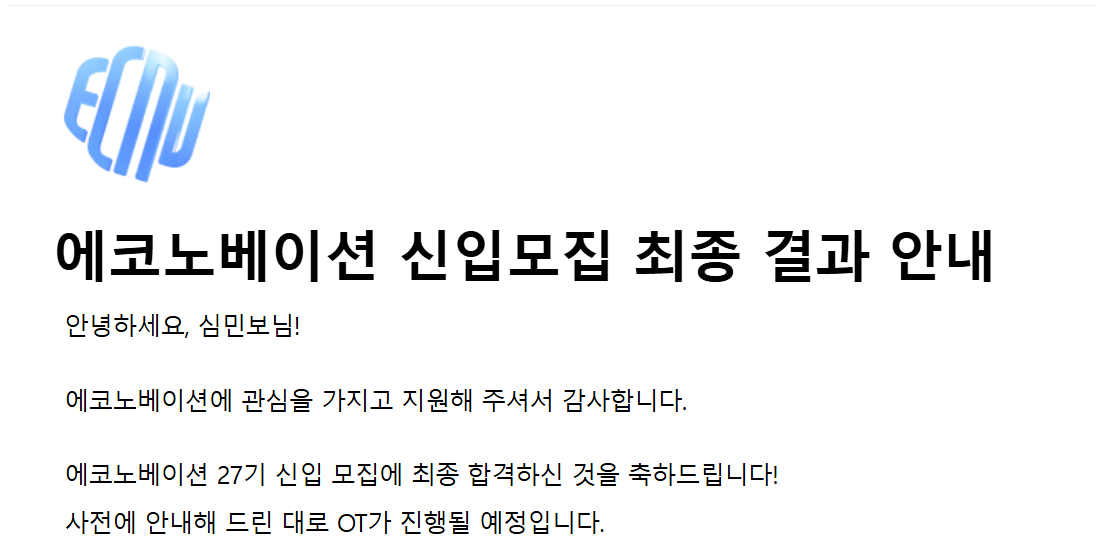 ECNV
에코노베이션 신입모집 최종 결과 안내
안녕하세요, 심민보님!
에코노베이션에 관심을 가지고 지원해 주셔서 감사합니다.
에코노베이션 27기 신입 모집에 최종 합격하신 것을 축하드립니다!
사전에 안내해 드린 대로 OT가 진행될 예정입니다.